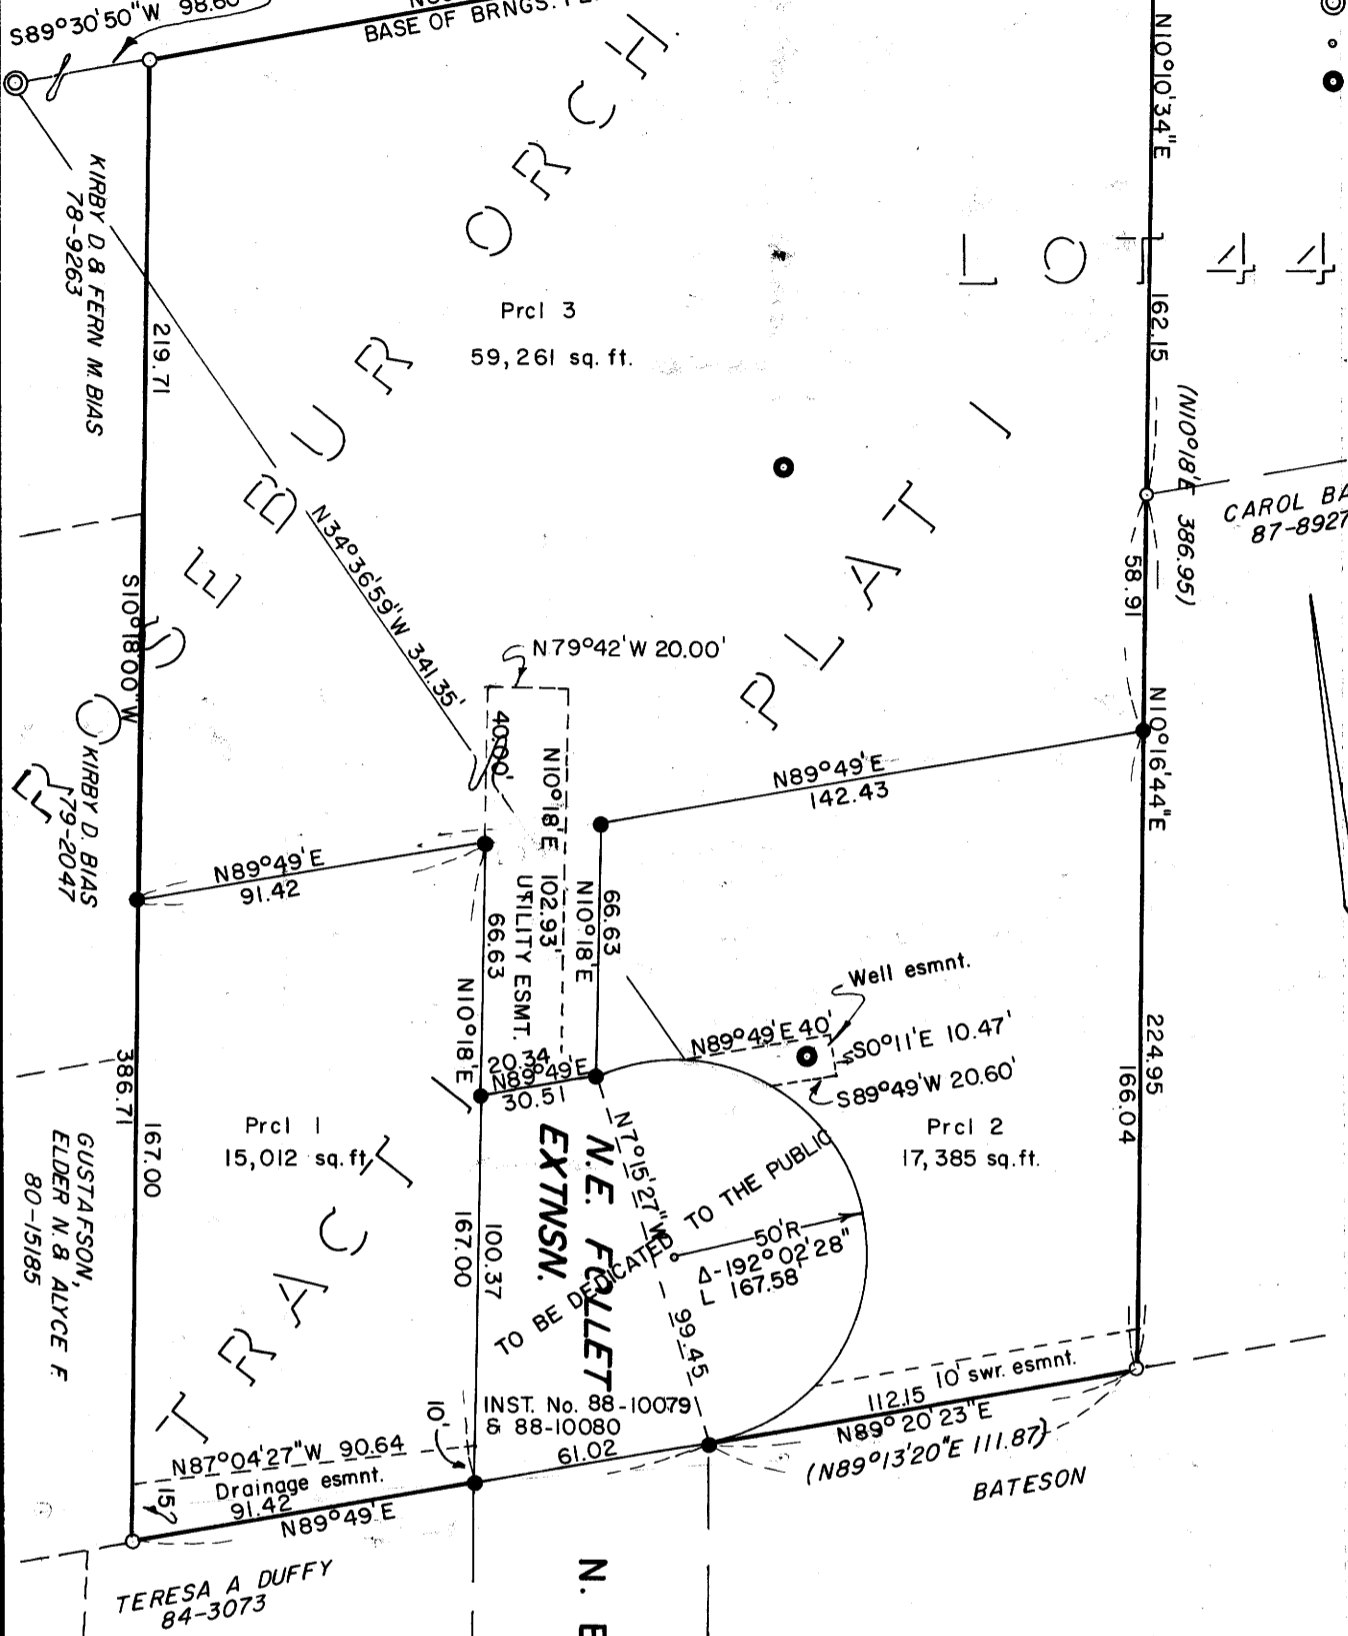 S89°30'50"W 98.60
BASE OF BRNGS.
N10°10'34"E
162.15
LOT 44
ROSEBUR ORCH.
TRACT
PLAT
KIRBY D. & FERN M. BIAS
78-9263
219.71
Prcl 3
59,261 sq. ft.
(N10°18'E 386.95)
CAROL BA
87-8927
58.91
N34°36'59"W 341.35'
S10°18'00"W
N79°42'W 20.00'
40.00'
N10°18'E 102.93'
UTILITY ESMT.
N10°16'44"E
N89°49'E
142.43
KIRBY D. BIAS
79-2047
N89°49'E
91.42
66.63
N10°18'E
66.63
N10°18'E
Well esmnt.
N89°49'E 40'
S0°11'E 10.47'
S89°49'W 20.60'
20.34
N89°49'E
30.51
224.95
166.04
386.71
167.00
Prcl 1
15,012 sq. ft.
Prcl 2
17,385 sq. ft.
GUSTAFSON,
ELDER N. & ALYCE F.
80-15185
N.E. FOLLET
EXTNSN.
N7°15'27"W
99.45
TO BE DEDICATED TO THE PUBLIC
50'R
Δ-192°02'28"
L 167.58'
100.37
167.00
INST. No. 88-10079
& 88-10080
61.02
10'
10' swr. esmnt.
112.15
N89°20'23"E
(N89°13'20"E 111.87)
BATESON
N87°04'27"W 90.64
Drainage esmnt.
15'
91.42
N89°49'E
TERESA A DUFFY
84-3073
N. E